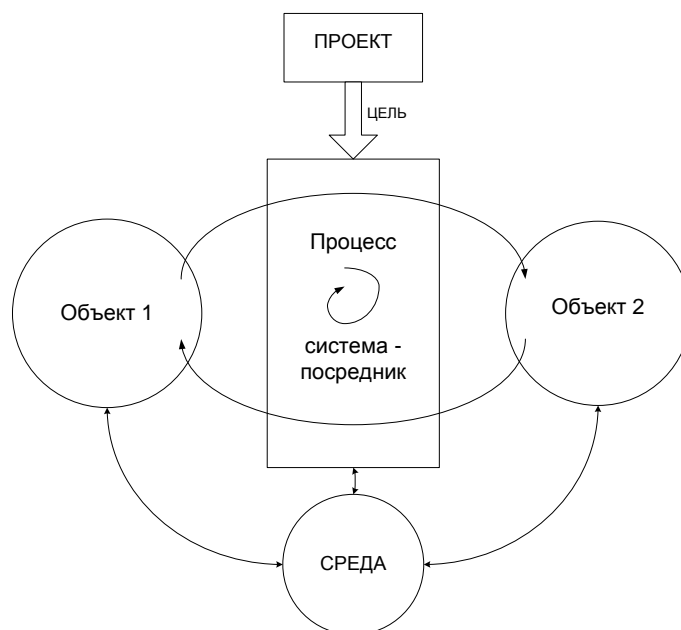 ПРОЕКТ
ЦЕЛЬ
Процесс
Объект 1
Объект 2
система -
посредник
СРЕДА